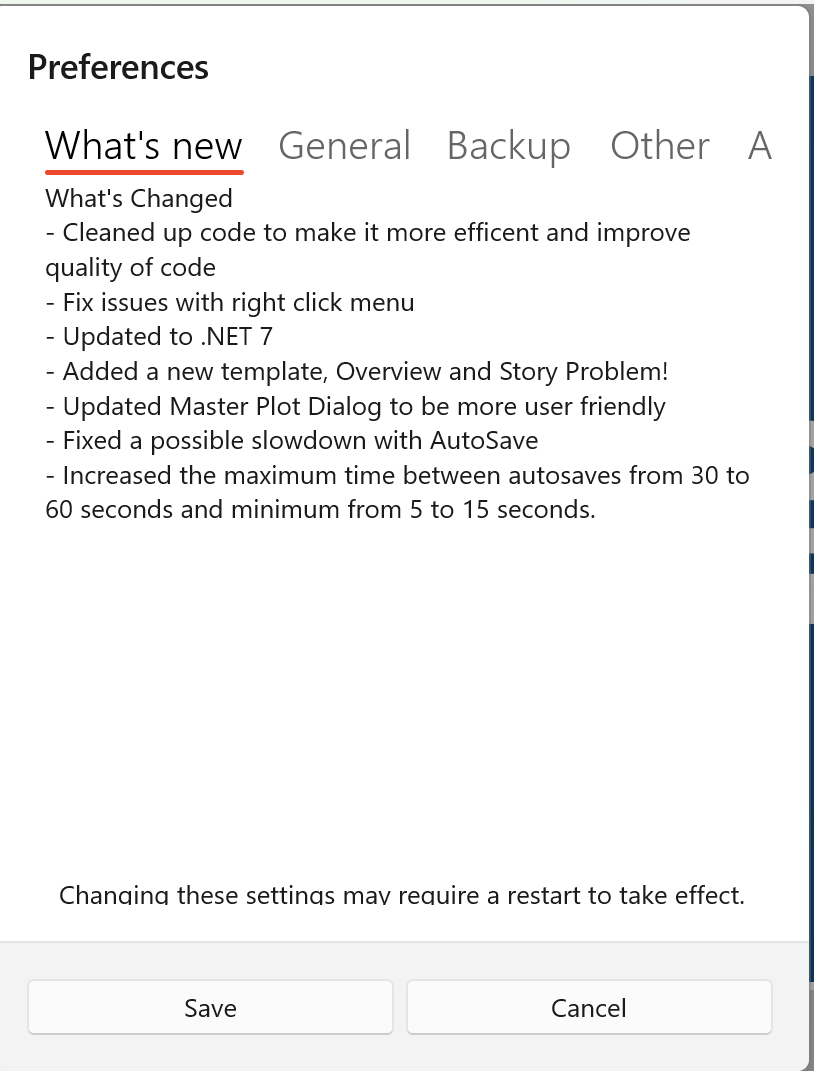 Preferences
What's new General Backup Other A
What's Changed
- Cleaned up code to make it more efficent and improve
quality of code
- Fix issues with right click menu
- Updated to .NET 7
- Added a new template, Overview and Story Problem!
- Updated Master Plot Dialog to be more user friendly
- Fixed a possible slowdown with AutoSave
- Increased the maximum time between autosaves from 30 to
60 seconds and minimum from 5 to 15 seconds.
Changing these settings may require a restart to take effect.
Save Cancel